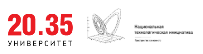 20.35
УНИВЕРСИТЕТ
Национальная
технологическая инициатива